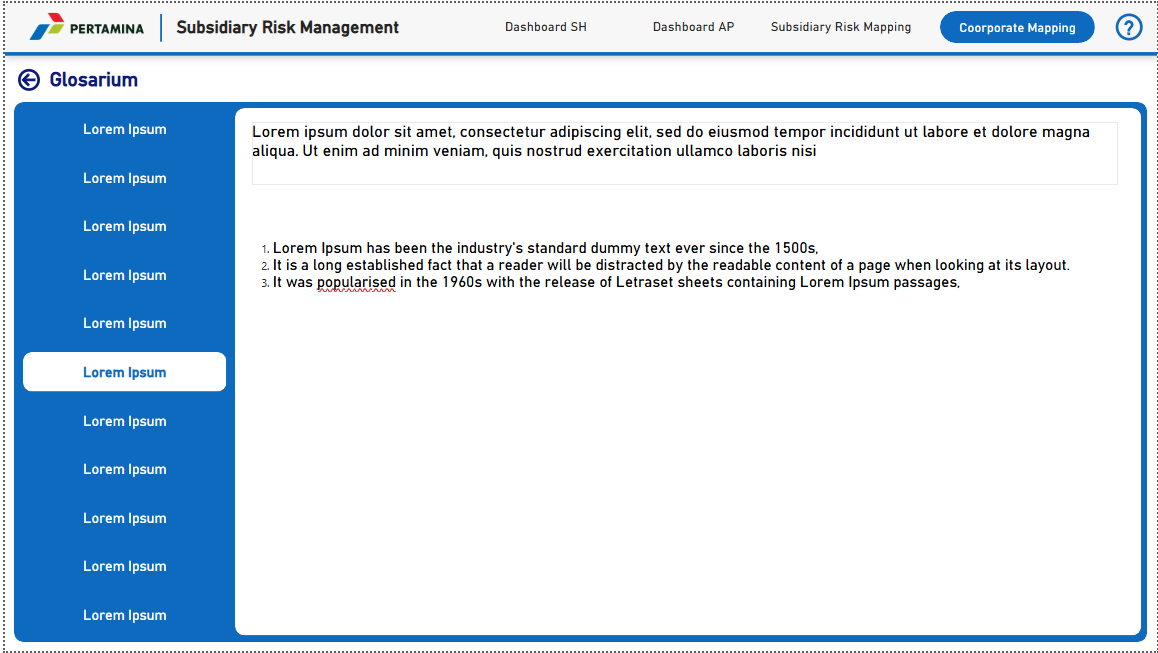 PERTAMINA
Subsidiary Risk Management
Dashboard SH
Dashboard AP
Subsidiary Risk Mapping
Coorporate Mapping
?
Glosarium
Lorem Ipsum
Lorem Ipsum
Lorem Ipsum
Lorem Ipsum
Lorem Ipsum
Lorem Ipsum
Lorem Ipsum
Lorem Ipsum
Lorem Ipsum
Lorem Ipsum
Lorem Ipsum
Lorem ipsum dolor sit amet, consectetur adipiscing elit, sed do eiusmod tempor incididunt ut labore et dolore magna
aliqua. Ut enim ad minim veniam, quis nostrud exercitation ullamco laboris nisi
1. Lorem Ipsum has been the industry's standard dummy text ever since the 1500s,
2. It is a long established fact that a reader will be distracted by the readable content of a page when looking at its layout.
3. It was popularised in the 1960s with the release of Letraset sheets containing Lorem Ipsum passages,